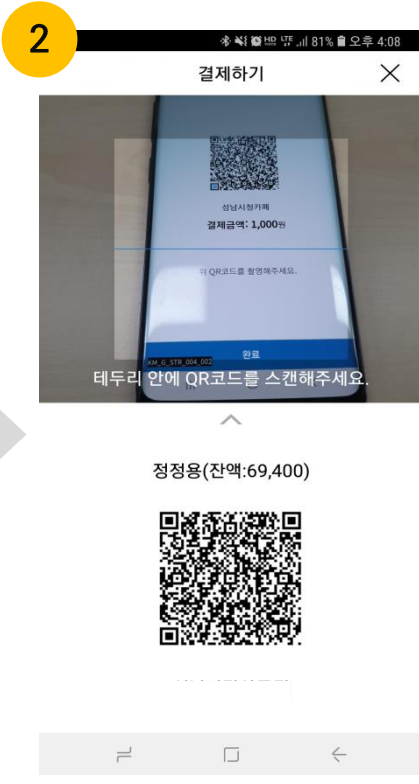 2
81% 오후 4:08
결제하기
성남시청카페
결제금액: 1,000원
위 QR코드를 촬영해주세요.
완료
KM_G_STR_004_002
테두리 안에 QR코드를 스캔해주세요.
정정용(잔액:69,400)